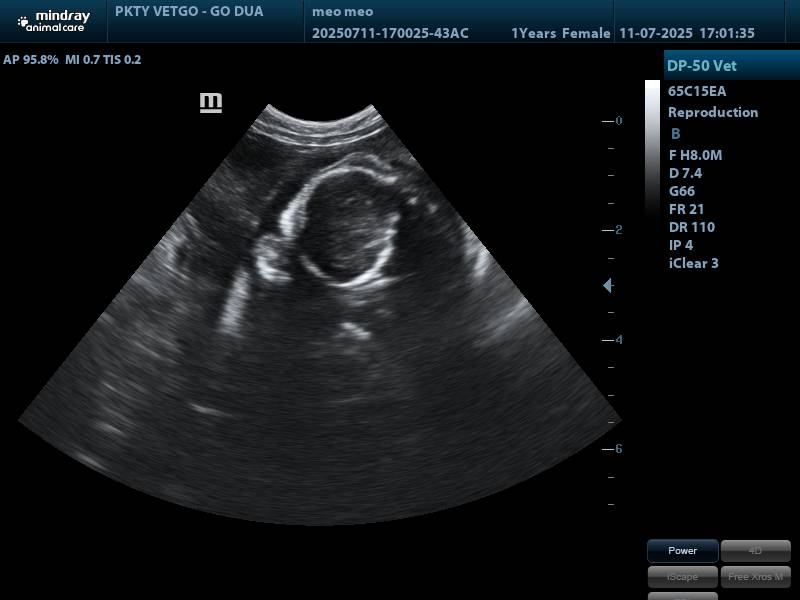 mindray
animal care
PKTY VETGO - GO DUA
meo meo
20250711-170025-43AC
1Years Female
11-07-2025 17:01:35
AP 95.8% MI 0.7 TIS 0.2
m
DP-50 Vet
65C15EA
Reproduction
B
F H8.0M
D 7.4
G66
FR 21
DR 110
IP 4
iClear 3
0
2
4
6
Power
4D
iScape
Free Xros M